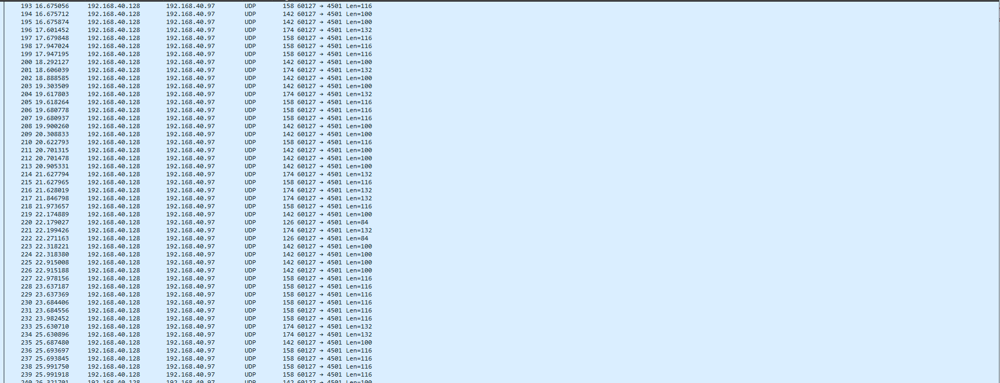 193 16.675056 192.168.40.128 192.168.40.97 UDP 158 60127 → 4501 Len=116
194 16.675712 192.168.40.128 192.168.40.97 UDP 142 60127 → 4501 Len=100
195 16.675874 192.168.40.128 192.168.40.97 UDP 142 60127 → 4501 Len=100
196 17.601452 192.168.40.128 192.168.40.97 UDP 174 60127 → 4501 Len=132
197 17.679848 192.168.40.128 192.168.40.97 UDP 158 60127 → 4501 Len=116
198 17.947024 192.168.40.128 192.168.40.97 UDP 158 60127 → 4501 Len=116
199 17.947195 192.168.40.128 192.168.40.97 UDP 158 60127 → 4501 Len=116
200 18.292127 192.168.40.128 192.168.40.97 UDP 142 60127 → 4501 Len=100
201 18.606039 192.168.40.128 192.168.40.97 UDP 174 60127 → 4501 Len=132
202 18.888585 192.168.40.128 192.168.40.97 UDP 142 60127 → 4501 Len=100
203 19.303509 192.168.40.128 192.168.40.97 UDP 142 60127 → 4501 Len=100
204 19.617803 192.168.40.128 192.168.40.97 UDP 174 60127 → 4501 Len=132
205 19.618264 192.168.40.128 192.168.40.97 UDP 158 60127 → 4501 Len=116
206 19.680778 192.168.40.128 192.168.40.97 UDP 158 60127 → 4501 Len=116
207 19.680937 192.168.40.128 192.168.40.97 UDP 158 60127 → 4501 Len=116
208 19.900260 192.168.40.128 192.168.40.97 UDP 142 60127 → 4501 Len=100
209 20.308833 192.168.40.128 192.168.40.97 UDP 142 60127 → 4501 Len=100
210 20.622793 192.168.40.128 192.168.40.97 UDP 158 60127 → 4501 Len=116
211 20.701315 192.168.40.128 192.168.40.97 UDP 142 60127 → 4501 Len=100
212 20.701478 192.168.40.128 192.168.40.97 UDP 142 60127 → 4501 Len=100
213 20.905331 192.168.40.128 192.168.40.97 UDP 142 60127 → 4501 Len=100
214 21.627794 192.168.40.128 192.168.40.97 UDP 174 60127 → 4501 Len=132
215 21.627965 192.168.40.128 192.168.40.97 UDP 158 60127 → 4501 Len=116
216 21.628019 192.168.40.128 192.168.40.97 UDP 174 60127 → 4501 Len=132
217 21.846798 192.168.40.128 192.168.40.97 UDP 174 60127 → 4501 Len=132
218 21.973657 192.168.40.128 192.168.40.97 UDP 158 60127 → 4501 Len=116
219 22.174889 192.168.40.128 192.168.40.97 UDP 142 60127 → 4501 Len=100
220 22.179027 192.168.40.128 192.168.40.97 UDP 126 60127 → 4501 Len=84
221 22.199426 192.168.40.128 192.168.40.97 UDP 174 60127 → 4501 Len=132
222 22.271163 192.168.40.128 192.168.40.97 UDP 126 60127 → 4501 Len=84
223 22.318221 192.168.40.128 192.168.40.97 UDP 142 60127 → 4501 Len=100
224 22.318380 192.168.40.128 192.168.40.97 UDP 142 60127 → 4501 Len=100
225 22.915008 192.168.40.128 192.168.40.97 UDP 142 60127 → 4501 Len=100
226 22.915188 192.168.40.128 192.168.40.97 UDP 142 60127 → 4501 Len=100
227 22.978156 192.168.40.128 192.168.40.97 UDP 158 60127 → 4501 Len=116
228 23.637187 192.168.40.128 192.168.40.97 UDP 158 60127 → 4501 Len=116
229 23.637369 192.168.40.128 192.168.40.97 UDP 158 60127 → 4501 Len=116
230 23.684406 192.168.40.128 192.168.40.97 UDP 158 60127 → 4501 Len=116
231 23.684556 192.168.40.128 192.168.40.97 UDP 158 60127 → 4501 Len=116
232 23.982452 192.168.40.128 192.168.40.97 UDP 158 60127 → 4501 Len=116
233 25.630710 192.168.40.128 192.168.40.97 UDP 174 60127 → 4501 Len=132
234 25.630896 192.168.40.128 192.168.40.97 UDP 174 60127 → 4501 Len=132
235 25.687480 192.168.40.128 192.168.40.97 UDP 142 60127 → 4501 Len=100
236 25.693697 192.168.40.128 192.168.40.97 UDP 158 60127 → 4501 Len=116
237 25.693845 192.168.40.128 192.168.40.97 UDP 158 60127 → 4501 Len=116
238 25.991750 192.168.40.128 192.168.40.97 UDP 158 60127 → 4501 Len=116
239 25.991918 192.168.40.128 192.168.40.97 UDP 158 60127 → 4501 Len=116
240 26.321701 192.168.40.128 192.168.40.97 UDP 142 60127 → 4501 Len=100